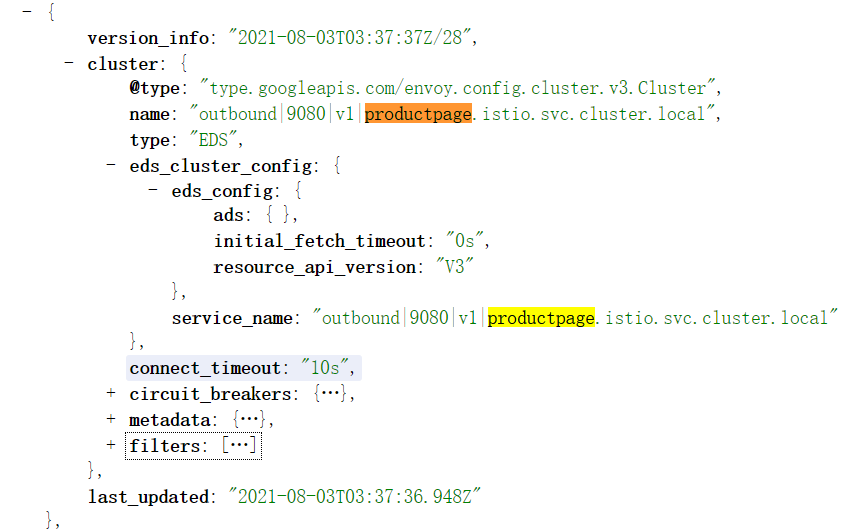 - {
version_info: "2021-08-03T03:37:37Z/28",
- cluster: {
@type: "type.googleapis.com/envoy.config.cluster.v3.Cluster",
name: "outbound|9080|v1|productpage.istio.svc.cluster.local",
type: "EDS",
- eds_cluster_config: {
- eds_config: {
ads: { },
initial_fetch_timeout: "0s",
resource_api_version: "V3"
},
service_name: "outbound|9080|v1|productpage.istio.svc.cluster.local"
},
connect_timeout: "10s",
+ circuit_breakers: {…},
+ metadata: {…},
+ filters: […]
},
last_updated: "2021-08-03T03:37:36.948Z"
},